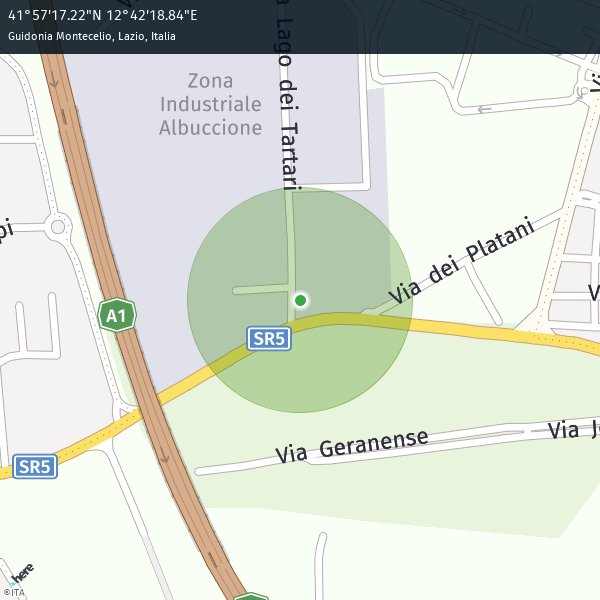 41°57'17.22"N 12°42'18.84"E
Guidonia Montecelio, Lazio, Italia
Lago dei Tartari
Zona
Industriale
Albuccione
Via dei Platani
A1
SR5
Via Geranense
Via
SR5
here
©ITA